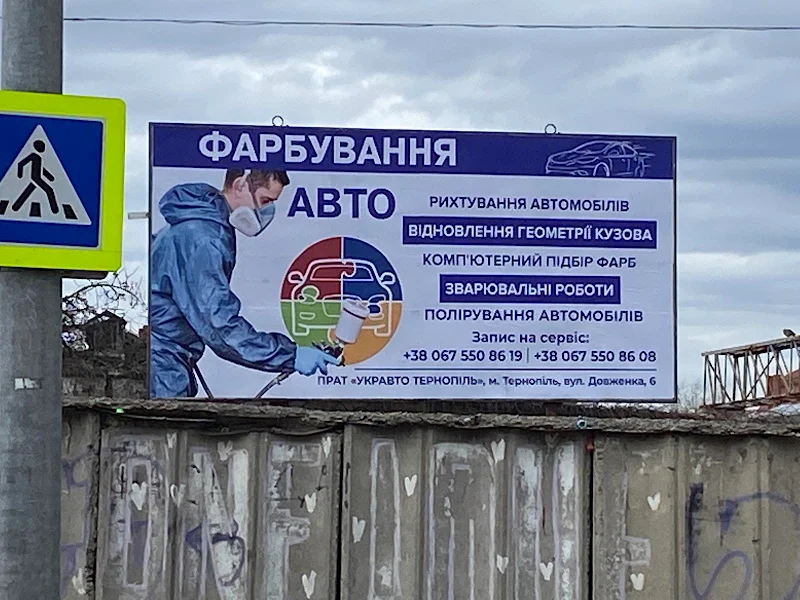 ФАРБУВАННЯ
АВТО
РИХТУВАННЯ АВТОМОБІЛІВ
ВІДНОВЛЕННЯ ГЕОМЕТРІЇ КУЗОВА
КОМП'ЮТЕРНИЙ ПІДБІР ФАРБ
ЗВАРЮВАЛЬНІ РОБОТИ
ПОЛІРУВАННЯ АВТОМОБІЛІВ
Запис на сервіс:
+38 067 550 86 19 | +38 067 550 86 08
ПРАТ «УКРАВТО ТЕРНОПІЛЬ», м. Тернопіль, вул. Довженка, 6